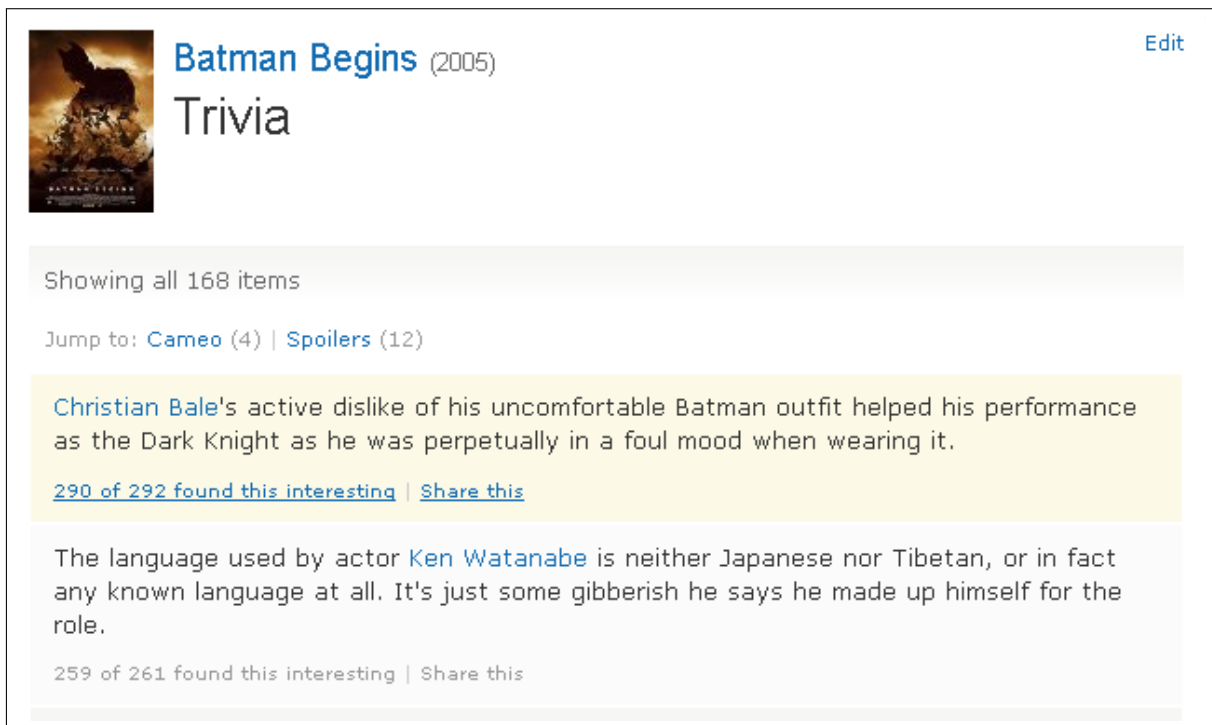 Batman Begins (2005)
Edit
Trivia
BATMAN BEGINS
Showing all 168 items
Jump to: Cameo (4) | Spoilers (12)
Christian Bale's active dislike of his uncomfortable Batman outfit helped his performance
as the Dark Knight as he was perpetually in a foul mood when wearing it.
290 of 292 found this interesting | Share this
The language used by actor Ken Watanabe is neither Japanese nor Tibetan, or in fact
any known language at all. It's just some gibberish he says he made up himself for the
role.
259 of 261 found this interesting | Share this